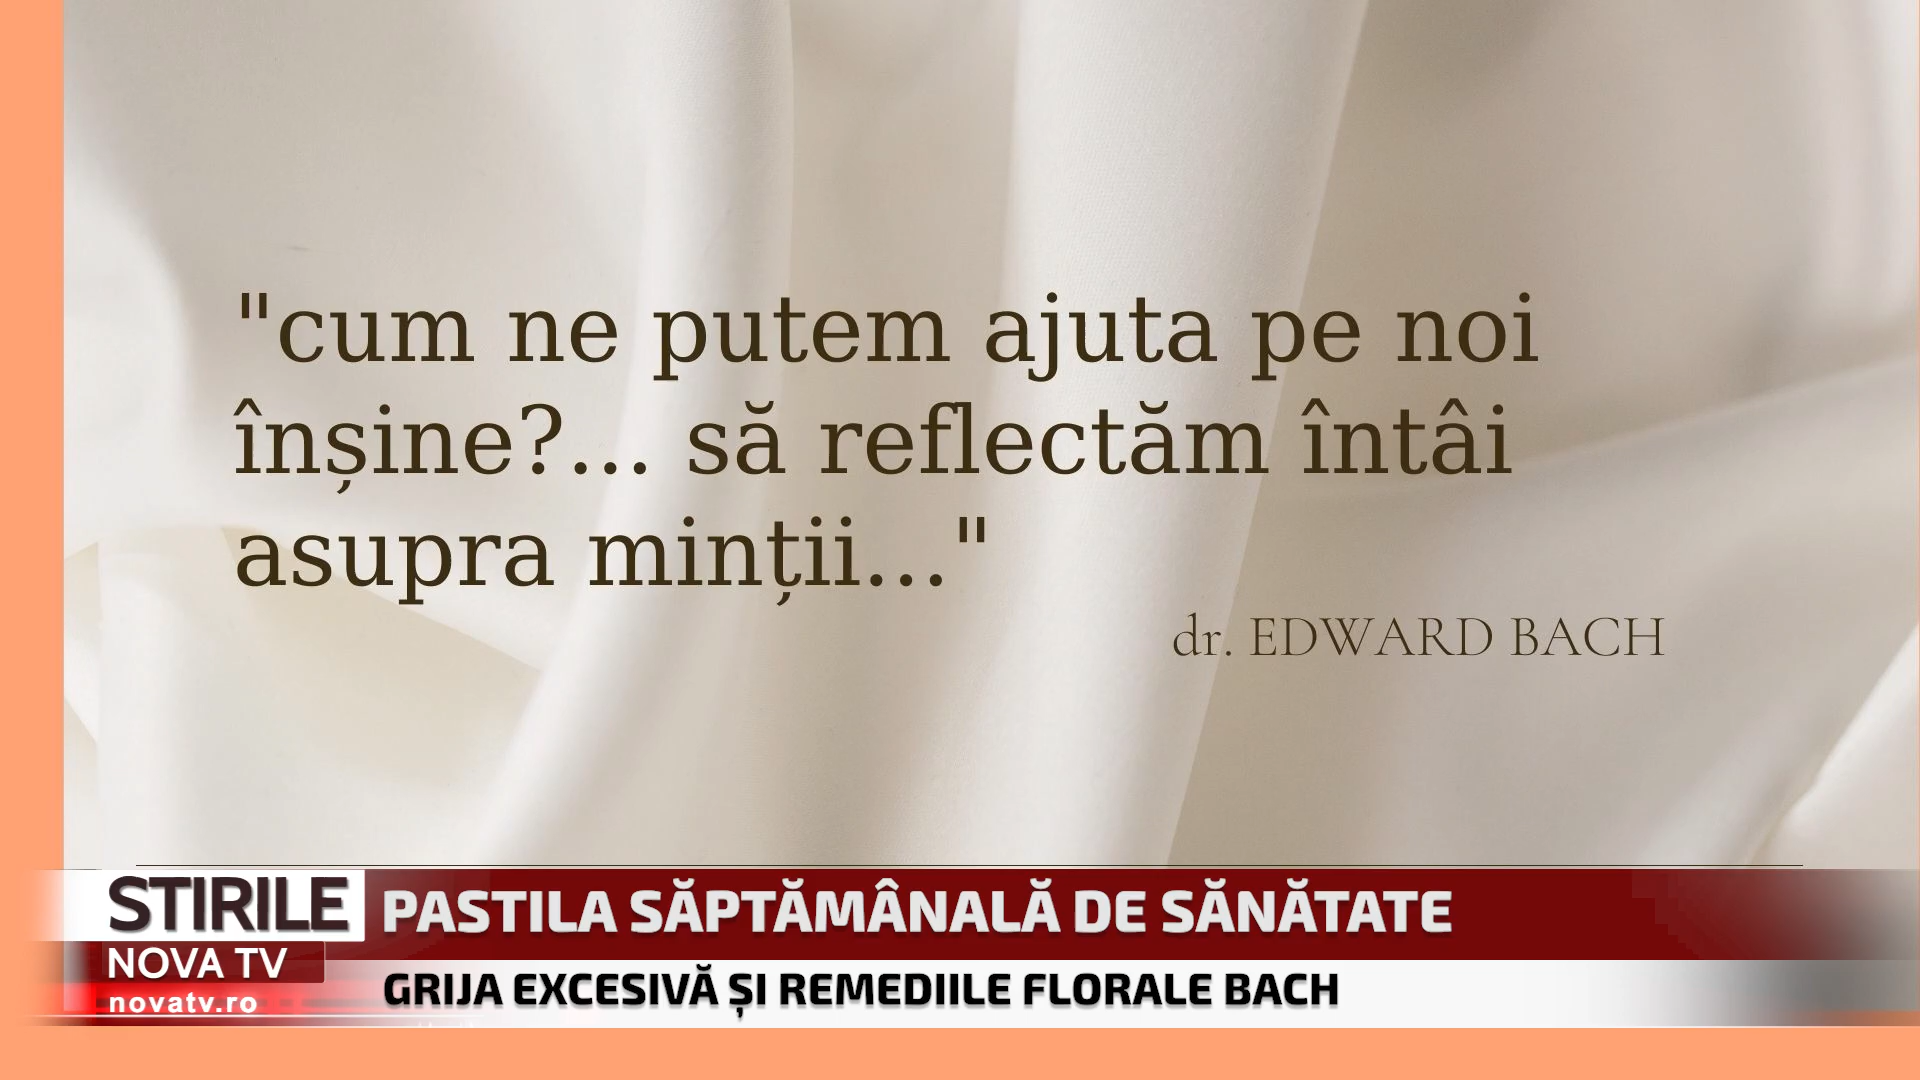 "cum ne putem ajuta pe noi
înșine?... să reflectăm întâi
asupra minții..."
dr. EDWARD BACH
STIRILE
NOVA TV
novatv.ro
PASTILA SĂPTĂMÂNALĂ DE SĂNĂTATE
GRIJA EXCESIVĂ ȘI REMEDIILE FLORALE BACH